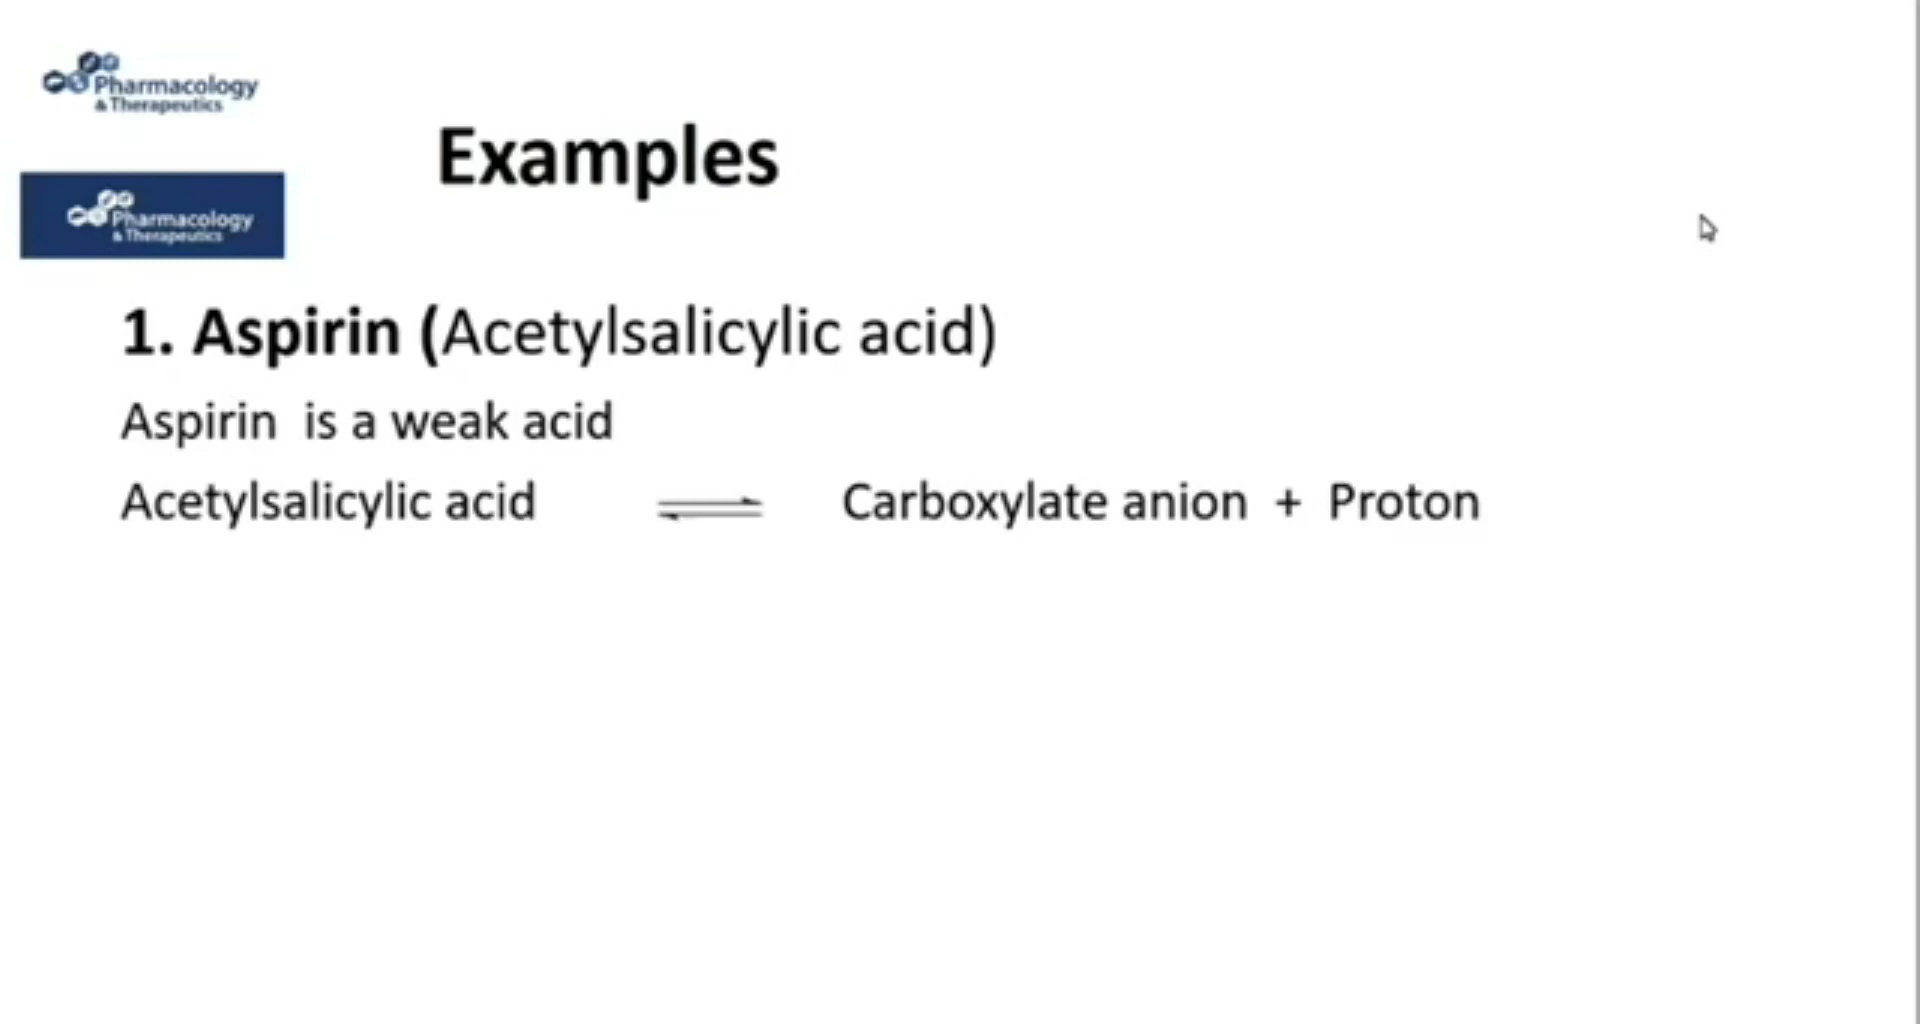 Pharmacology
& Therapeutics
Examples
Pharmacology
& Therapeutics
1. Aspirin (Acetylsalicylic acid)
Aspirin is a weak acid
Acetylsalicylic acid ⇌ Carboxylate anion + Proton